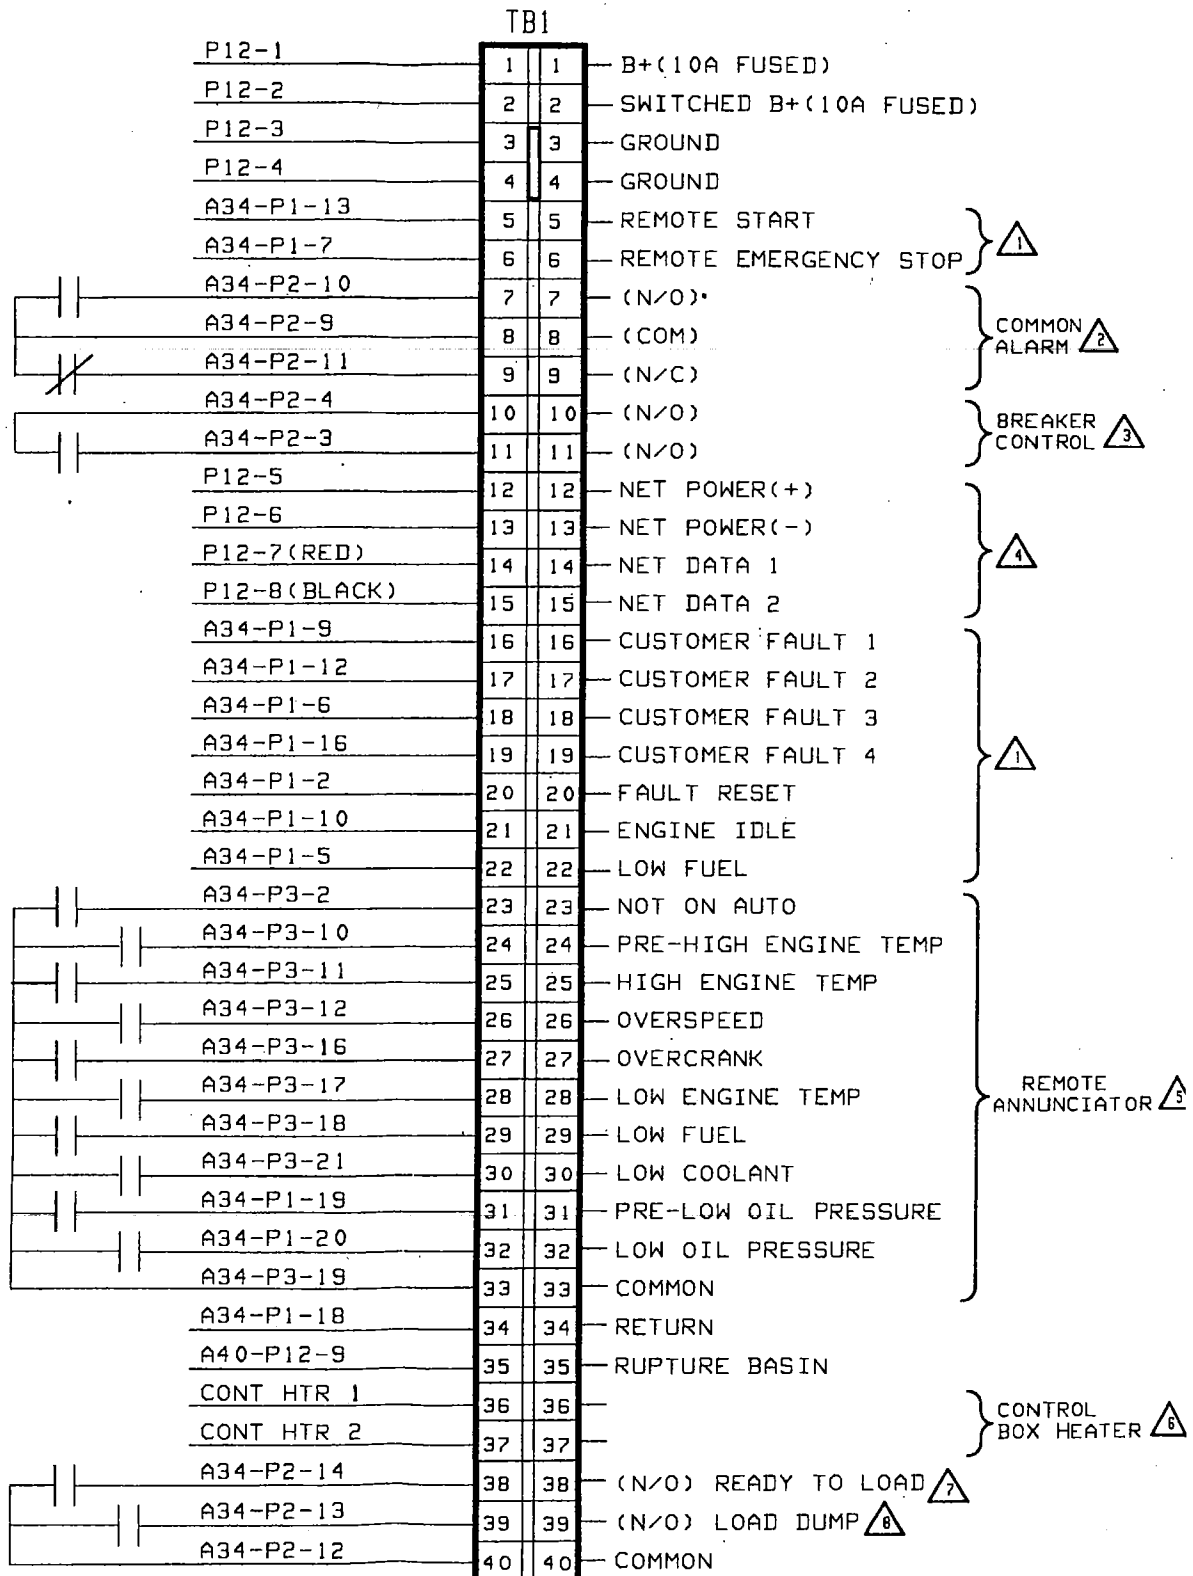 TB1
P12-1 1 1 B+(10A FUSED)
P12-2 2 2 SWITCHED B+(10A FUSED)
P12-3 3 3 GROUND
P12-4 4 4 GROUND
A34-P1-13 5 5 REMOTE START
A34-P1-7 6 6 REMOTE EMERGENCY STOP
1
A34-P2-10 7 7 (N/O)
A34-P2-9 8 8 (COM)
COMMON
ALARM 2
A34-P2-11 9 9 (N/C)
A34-P2-4 10 10 (N/O)
BREAKER
CONTROL 3
A34-P2-3 11 11 (N/O)
P12-5 12 12 NET POWER(+)
P12-6 13 13 NET POWER(-)
4
P12-7(RED) 14 14 NET DATA 1
P12-8(BLACK) 15 15 NET DATA 2
A34-P1-9 16 16 CUSTOMER FAULT 1
A34-P1-12 17 17 CUSTOMER FAULT 2
A34-P1-6 18 18 CUSTOMER FAULT 3
A34-P1-16 19 19 CUSTOMER FAULT 4
1
A34-P1-2 20 20 FAULT RESET
A34-P1-10 21 21 ENGINE IDLE
A34-P1-5 22 22 LOW FUEL
A34-P3-2 23 23 NOT ON AUTO
A34-P3-10 24 24 PRE-HIGH ENGINE TEMP
A34-P3-11 25 25 HIGH ENGINE TEMP
A34-P3-12 26 26 OVERSPEED
A34-P3-16 27 27 OVERCRANK
A34-P3-17 28 28 LOW ENGINE TEMP
REMOTE
ANNUNCIATOR 5
A34-P3-18 29 29 LOW FUEL
A34-P3-21 30 30 LOW COOLANT
A34-P1-19 31 31 PRE-LOW OIL PRESSURE
A34-P1-20 32 32 LOW OIL PRESSURE
A34-P3-19 33 33 COMMON
A34-P1-18 34 34 RETURN
A40-P12-9 35 35 RUPTURE BASIN
CONT HTR 1 36 36
CONTROL
BOX HEATER 6
CONT HTR 2 37 37
A34-P2-14 38 38 (N/O) READY TO LOAD 7
A34-P2-13 39 39 (N/O) LOAD DUMP 8
A34-P2-12 40 40 COMMON